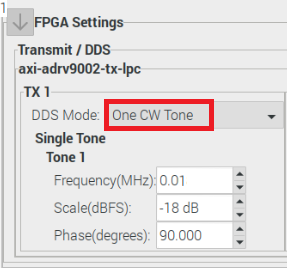 1
FPGA Settings
Transmit / DDS
axi-adrv9002-tx-lpc
TX 1
DDS Mode: One CW Tone
Single Tone
Tone 1
Frequency(MHz): 0.01
Scale(dBFS): -18 dB
Phase(degrees): 90.000